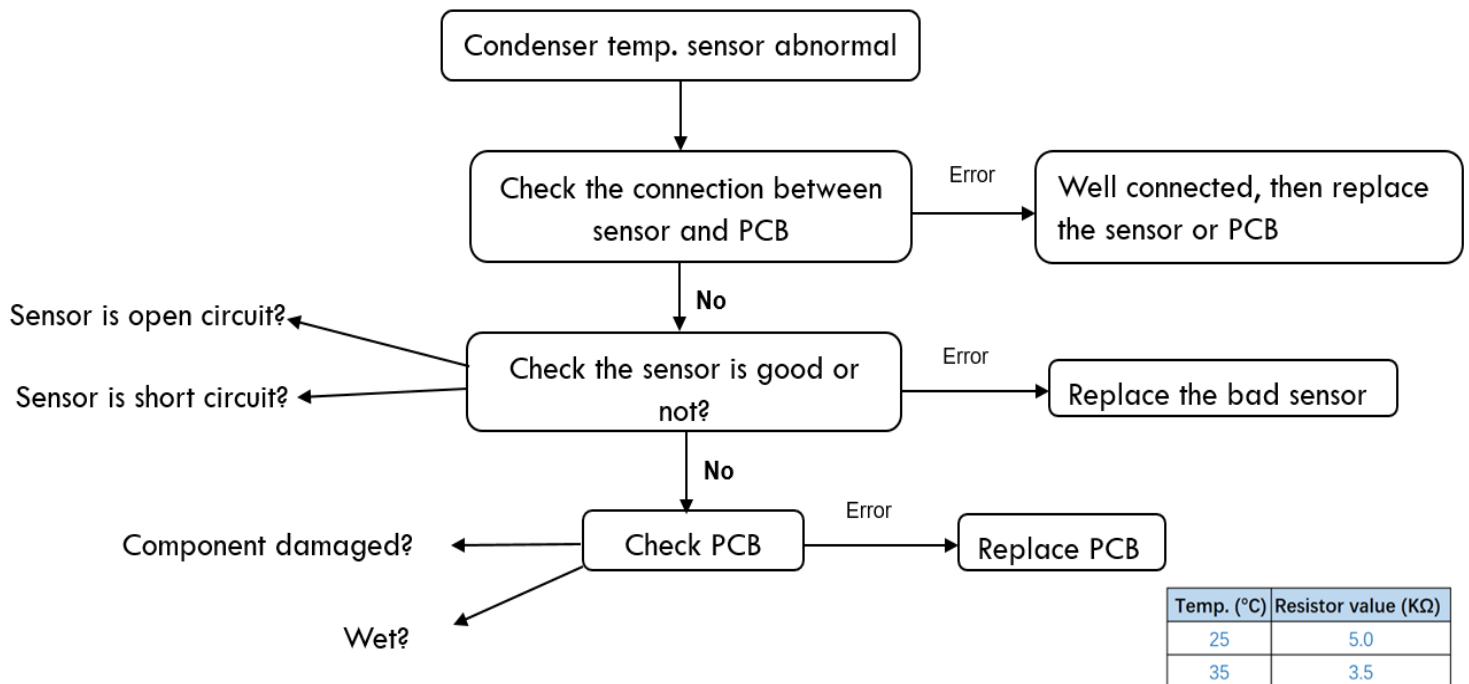 Condenser temp. sensor abnormal
Check the connection between
sensor and PCB
Error
Well connected, then replace
the sensor or PCB
No
Sensor is open circuit?
Sensor is short circuit?
Check the sensor is good or
not?
Error
Replace the bad sensor
No
Component damaged?
Wet?
Check PCB
Error
Replace PCB
Temp. (°C) Resistor value (KΩ)
25 5.0
35 3.5